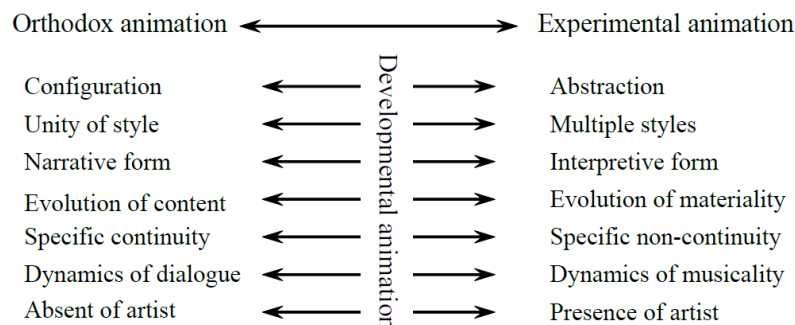 Orthodox animation Experimental animation
Developmental animation
Configuration Abstraction
Unity of style Multiple styles
Narrative form Interpretive form
Evolution of content Evolution of materiality
Specific continuity Specific non-continuity
Dynamics of dialogue Dynamics of musicality
Absent of artist Presence of artist